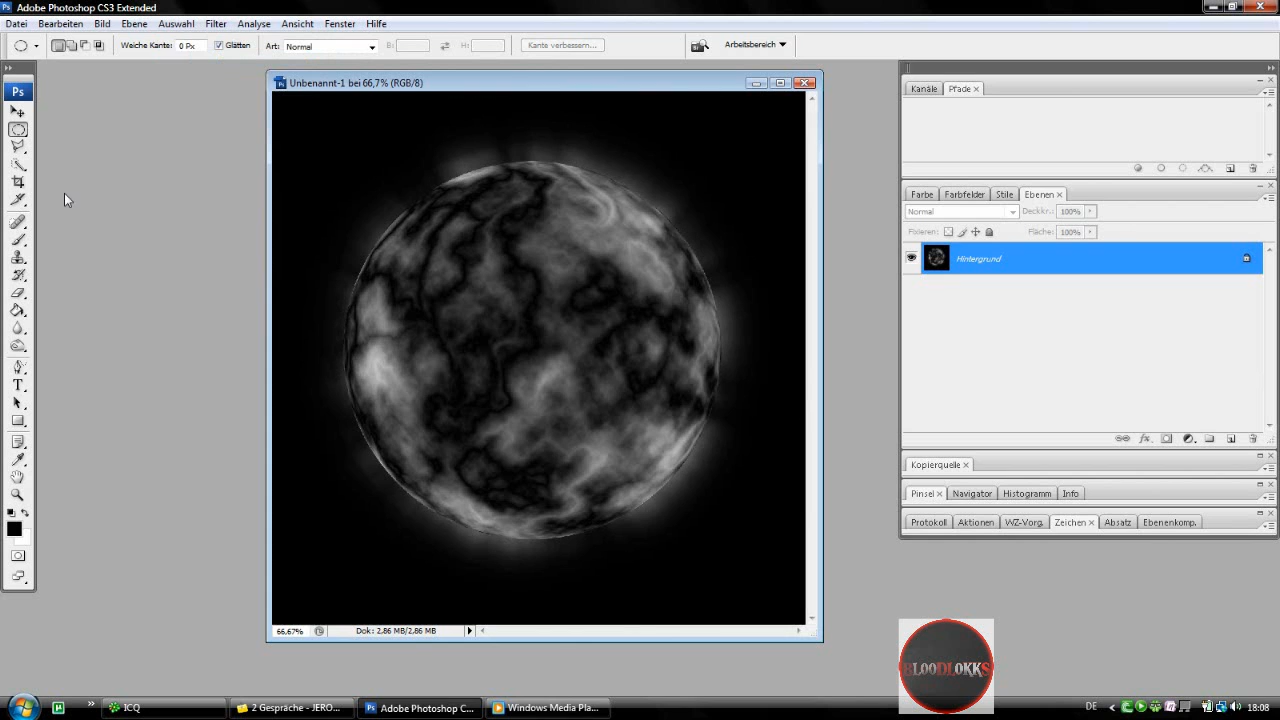 Adobe Photoshop CS3 Extended
Datei Bearbeiten Bild Ebene Auswahl Filter Analyse Ansicht Fenster Hilfe
Weiche Kante: 0 Px Glätten Art: Normal B: H: Kante verbessern... Arbeitsbereich
Ps
Unbenannt-1 bei 66,7% (RGB/8)
Kanäle Pfade
Farbe Farbfelder Stile Ebenen
Normal Deckkr.: 100%
Fixieren: Fläche: 100%
Hintergrund
Kopierquelle
Pinsel Navigator Histogramm Info
Protokoll Aktionen WZ-Vorg. Zeichen Absatz Ebenenkomp.
66,67% Dok: 2,86 MB/2,86 MB
BLOODLOKKS
ICQ 2 Gespräche - JERO... Adobe Photoshop C... Windows Media Pla... DE 18:08